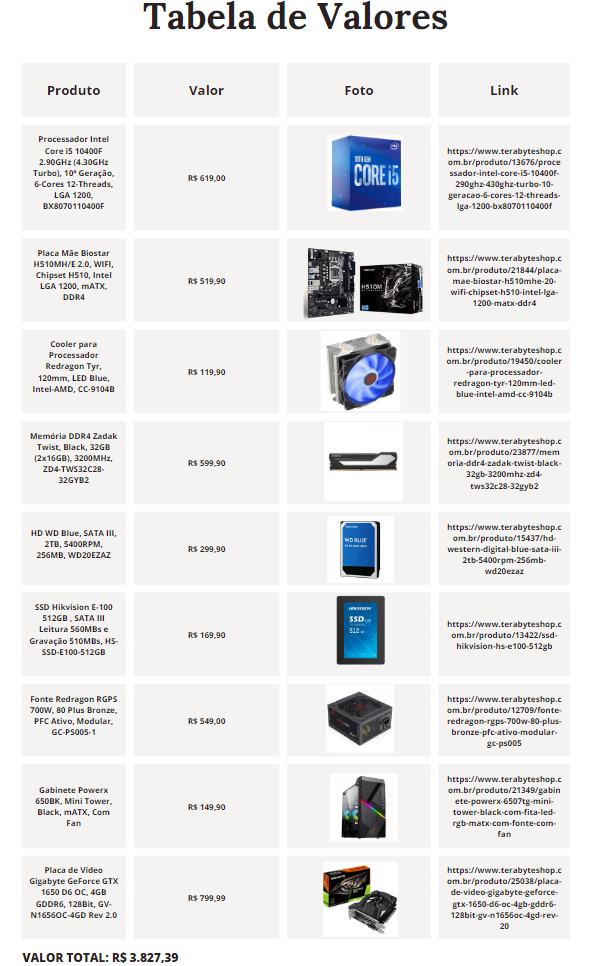 Tabela de Valores
Produto Valor Foto Link
Processador Intel
Core i5 10400F
2.90GHz (4.30GHz
Turbo), 10ª Geração,
6-Cores 12-Threads,
LGA 1200,
BX8070110400F
R$ 619,00
10TH GEN
CORE i5
https://www.terabyteshop.c
om.br/produto/13676/proce
ssador-intel-core-i5-10400f-
290ghz-430ghz-turbo-10-
geracao-6-cores-12-threads-
lga-1200-bx8070110400f
Placa Mãe Biostar
H510MH/E 2.0, WIFI,
Chipset H510, Intel
LGA 1200, mATX,
DDR4
R$ 519,90
H510M
https://www.terabyteshop.c
om.br/produto/21844/placa-
mae-biostar-h510mhe-20-
wifi-chipset-h510-intel-lga-
1200-matx-ddr4
Cooler para
Processador
Redragon Tyr,
120mm, LED Blue,
Intel-AMD, CC-9104B
R$ 119,90
https://www.terabyteshop.c
om.br/produto/19450/cooler
-para-processador-
redragon-tyr-120mm-led-
blue-intel-amd-cc-9104b
Memória DDR4 Zadak
Twist, Black, 32GB
(2x16GB), 3200MHz,
ZD4-TWS32C28-
32GYB2
R$ 599,90
https://www.terabyteshop.c
om.br/produto/23877/mem
oria-ddr4-zadak-twist-black-
32gb-3200mhz-zd4-
tws32c28-32gyb2
HD WD Blue, SATA III,
2TB, 5400RPM,
256MB, WD20EZAZ
R$ 299,90
WD BLUE
https://www.terabyteshop.c
om.br/produto/15437/hd-
western-digital-blue-sata-iii-
2tb-5400rpm-256mb-
wd20ezaz
SSD Hikvision E-100
512GB , SATA III
Leitura 560MBs e
Gravação 510MBs, HS-
SSD-E100-512GB
R$ 169,90
HIKVISION
SSD
512
https://www.terabyteshop.c
om.br/produto/13422/ssd-
hikvision-hs-e100-512gb
Fonte Redragon RGPS
700W, 80 Plus Bronze,
PFC Ativo, Modular,
GC-PS005-1
R$ 549,00
https://www.terabyteshop.c
om.br/produto/12709/fonte-
redragon-rgps-700w-80-plus-
bronze-pfc-ativo-modular-
gc-ps005
Gabinete Powerx
650BK, Mini Tower,
Black, mATX, Com
Fan
R$ 149,90
https://www.terabyteshop.c
om.br/produto/21349/gabin
ete-powerx-6507tg-mini-
tower-black-com-fita-led-
rgb-matx-com-fonte-com-
fan
Placa de Vídeo
Gigabyte GeForce GTX
1650 D6 OC, 4GB
GDDR6, 128Bit, GV-
N1656OC-4GD Rev 2.0
R$ 799,99
https://www.terabyteshop.c
om.br/produto/25038/placa-
de-video-gigabyte-geforce-
gtx-1650-d6-oc-4gb-gddr6-
128bit-gv-n1656oc-4gd-rev-
20
VALOR TOTAL: R$ 3.827,39